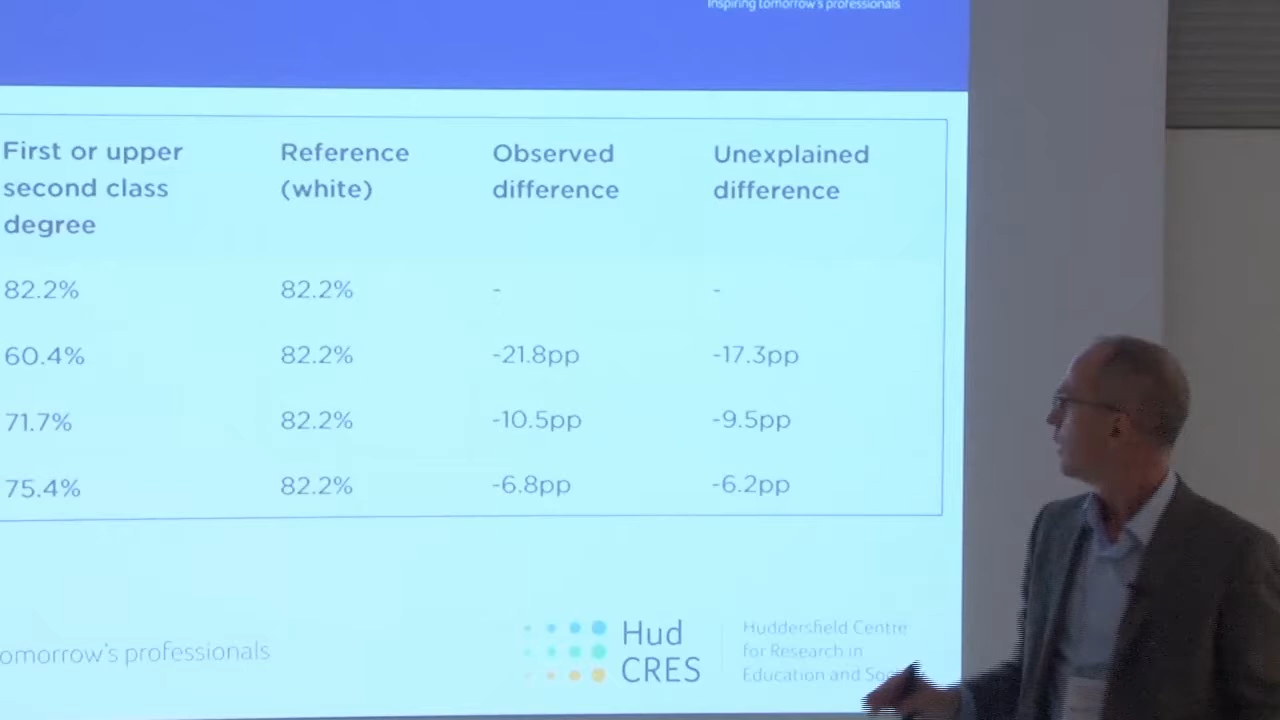 Inspiring tomorrow's professionals
First or upper second class degree Reference (white) Observed difference Unexplained difference
82.2% 82.2% - -
60.4% 82.2% -21.8pp -17.3pp
71.7% 82.2% -10.5pp -9.5pp
75.4% 82.2% -6.8pp -6.2pp
omorrow's professionals
Hud
CRES
Huddersfield Centre
for Research in
Education and